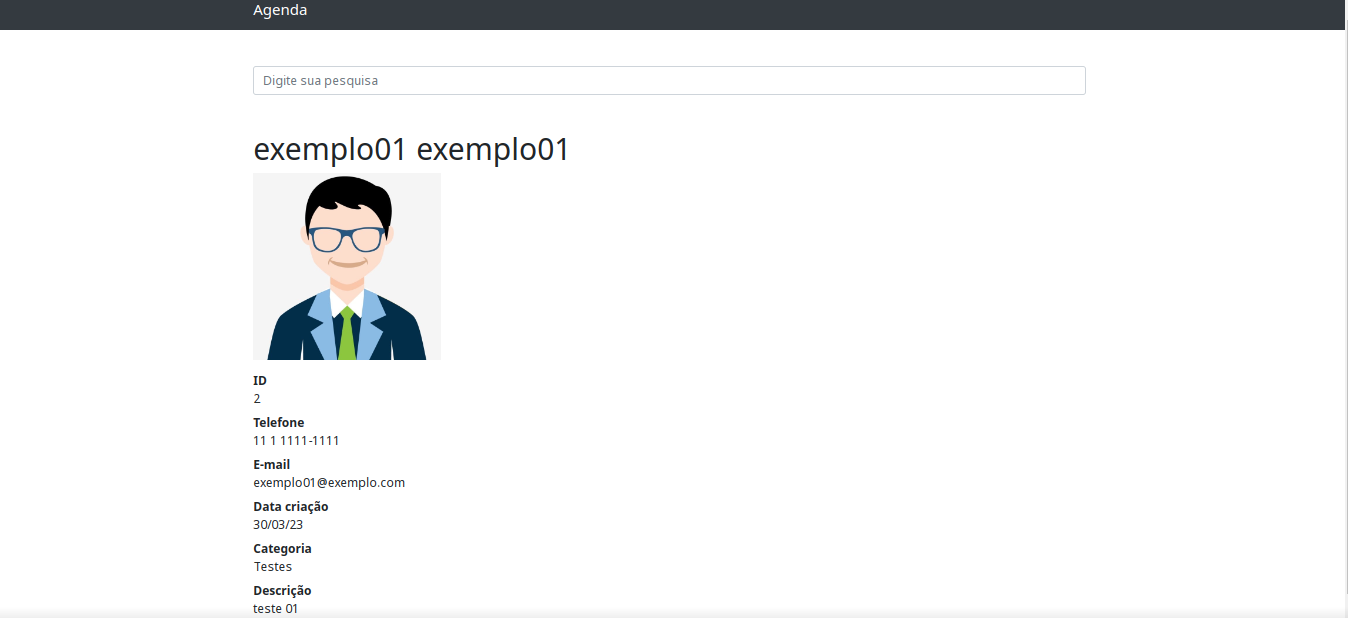 Agenda
Digite sua pesquisa
exemplo01 exemplo01
ID
2
Telefone
11 1 1111-1111
E-mail
exemplo01@exemplo.com
Data criação
30/03/23
Categoria
Testes
Descrição
teste 01